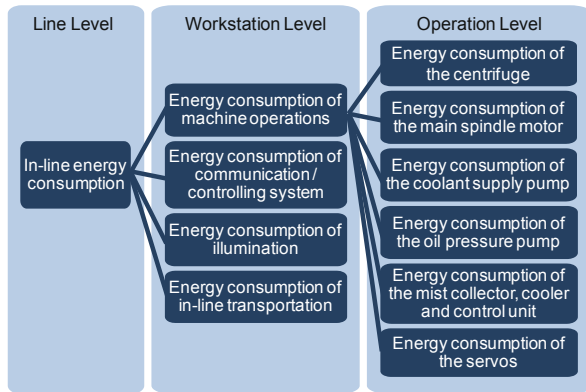 Line Level
In-line energy
consumption
Workstation Level
Energy consumption of
machine operations
Energy consumption of
communication /
controlling system
Energy consumption of
illumination
Energy consumption of
in-line transportation
Operation Level
Energy consumption of
the centrifuge
Energy consumption of
the main spindle motor
Energy consumption of
the coolant supply pump
Energy consumption of
the oil pressure pump
Energy consumption of
the mist collector, cooler
and control unit
Energy consumption of
the servos